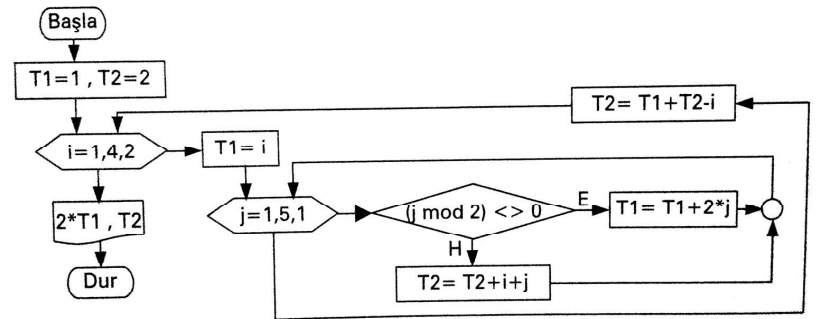 Başla
T1=1 , T2=2
T2= T1+T2-i
i=1,4,2
T1= i
2*T1 , T2
j=1,5,1
(j mod 2) <> 0
E
T1= T1+2*j
H
T2= T2+i+j
Dur